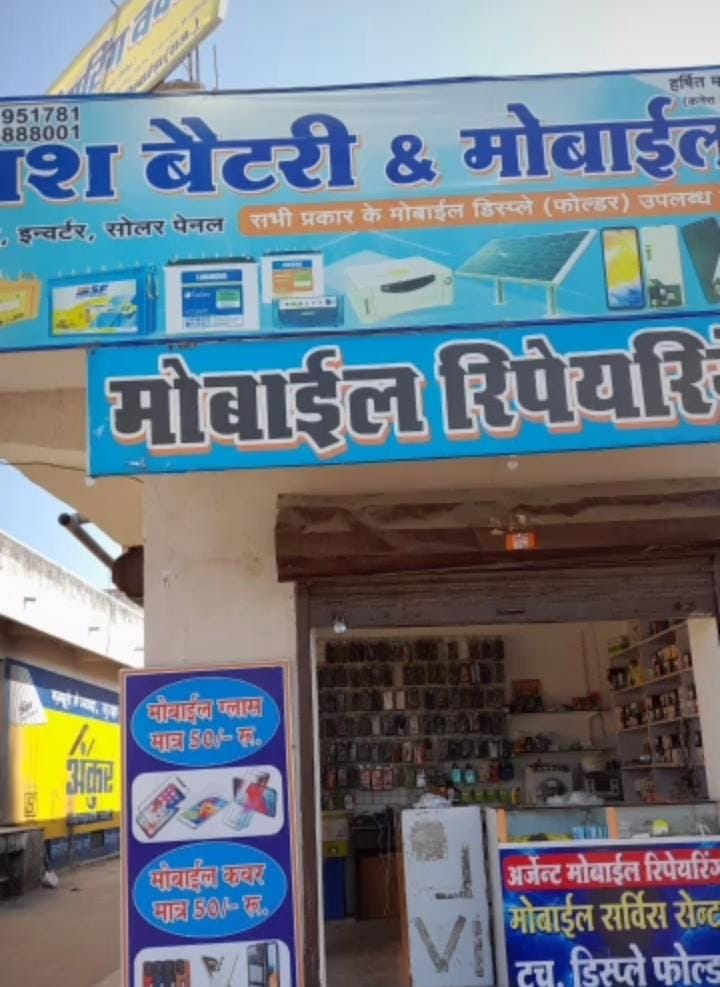 951781
888001
हर्षित
बैटरी & मोबाईल
इन्वर्टर, सोलर पेनल
सभी प्रकार के मोबाईल डिस्प्ले (फोल्डर) उपलब्ध
SF
मोबाईल रिपेयरिं
मोबाईल ग्लास
मात्र 50/- रू.
मोबाईल कवर
मात्र 50/- रू.
अंकुर
अर्जेन्ट मोबाईल रिपेयरिंग
मोबाईल सर्विस सेन्ट
टच, डिस्प्ले फोल्ड